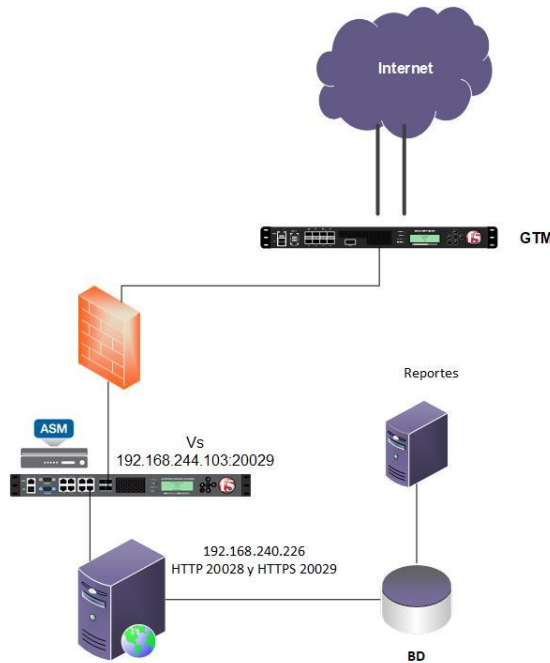 Internet
GTM
Reportes
ASM
Vs
192.168.244.103:20029
192.168.240.226
HTTP 20028 y HTTPS 20029
BD